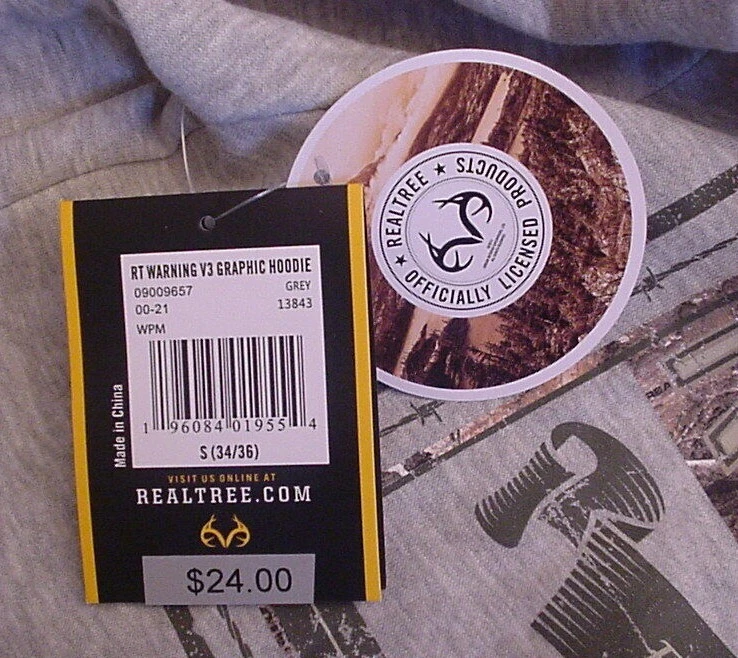 RT WARNING V3 GRAPHIC HOODIE
09009657 GREY
00-21 13843
WPM
1 96084 01955 4
S (34/36)
Made in China
VISIT US ONLINE AT
REALTREE.COM
$24.00
★ REALTREE ★ OFFICIALLY LICENSED PRODUCTS